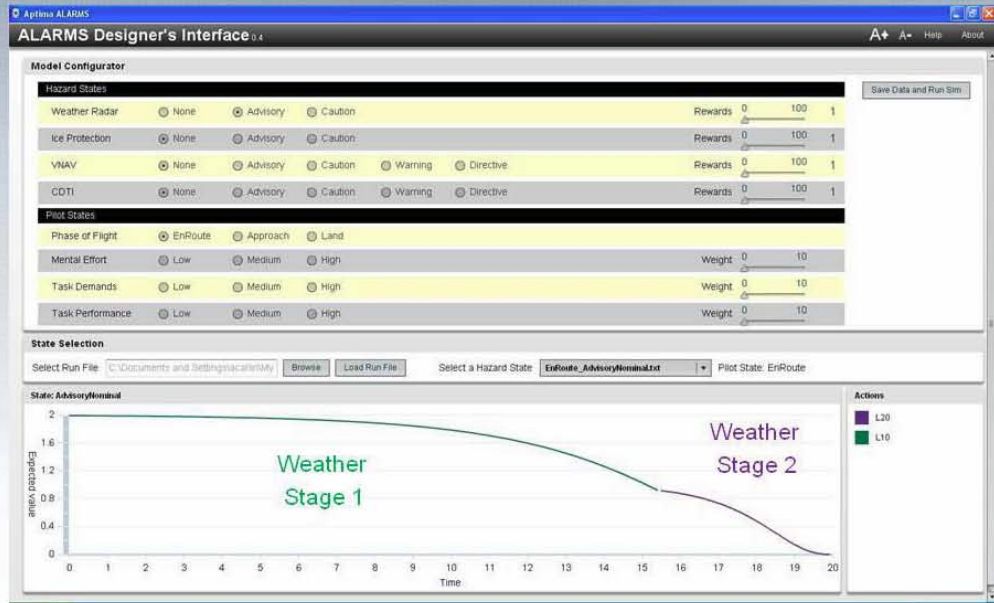 Aptima ALARMS
ALARMS Designer's Interface 0.4 A+ A- Help About
Model Configurator
Hazard States Save Data and Run Sim
Weather Radar None Advisory Caution Rewards 0 100 1
Ice Protection None Advisory Caution Rewards 0 100 1
VNAV None Advisory Caution Warning Directive Rewards 0 100 1
CDTI None Advisory Caution Warning Directive Rewards 0 100 1
Pilot States
Phase of Flight EnRoute Approach Land
Mental Effort Low Medium High Weight 0 10
Task Demands Low Medium High Weight 0 10
Task Performance Low Medium High Weight 0 10
State Selection
Select Run File C:\Documents and Browse Load Run File Select a Hazard State EnRoute_AdvisoryNominal.txt Pilot State: EnRoute
State: AdvisoryNominal Actions
L20
L10
2
1.6
1.2
0.8
0.4
0
Expected value
Weather
Stage 1
Weather
Stage 2
0 1 2 3 4 5 6 7 8 9 10 11 12 13 14 15 16 17 18 19 20
Time